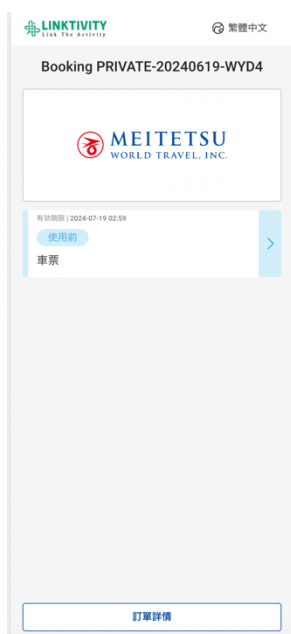 LINKTIVITY
Link The Activity
繁體中文
Booking PRIVATE-20240619-WYD4
MEITETSU
WORLD TRAVEL, INC.
有効期限 | 2024-07-19 02:59
使用前
車票
訂單詳情